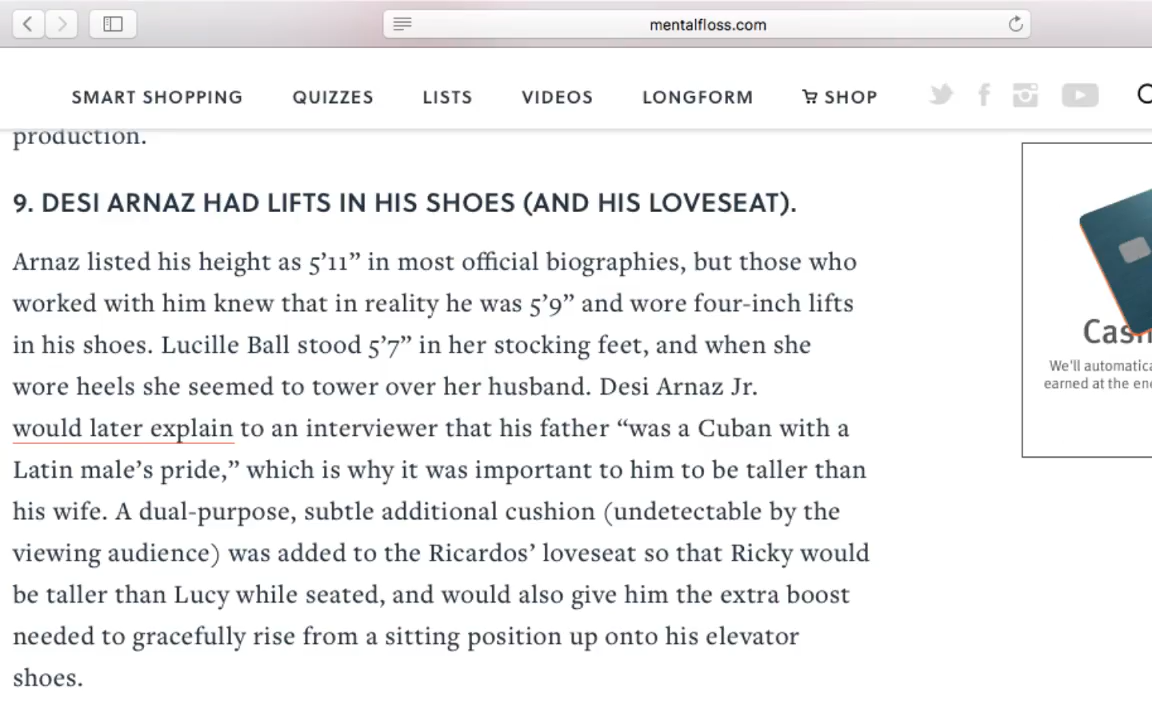 mentalfloss.com
SMART SHOPPING QUIZZES LISTS VIDEOS LONGFORM SHOP
production.
9. DESI ARNAZ HAD LIFTS IN HIS SHOES (AND HIS LOVESEAT).
Arnaz listed his height as 5’11” in most official biographies, but those who
worked with him knew that in reality he was 5’9” and wore four-inch lifts
in his shoes. Lucille Ball stood 5’7” in her stocking feet, and when she
wore heels she seemed to tower over her husband. Desi Arnaz Jr.
would later explain to an interviewer that his father “was a Cuban with a
Latin male’s pride,” which is why it was important to him to be taller than
his wife. A dual-purpose, subtle additional cushion (undetectable by the
viewing audience) was added to the Ricardos’ loveseat so that Ricky would
be taller than Lucy while seated, and would also give him the extra boost
needed to gracefully rise from a sitting position up onto his elevator
shoes.
We'll
earned at the